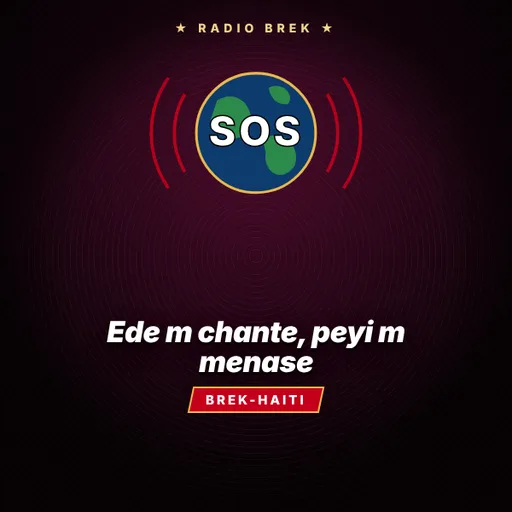 ★ RADIO BREK ★
SOS
Ede m chante, peyi m
menase
BREK-HAITI